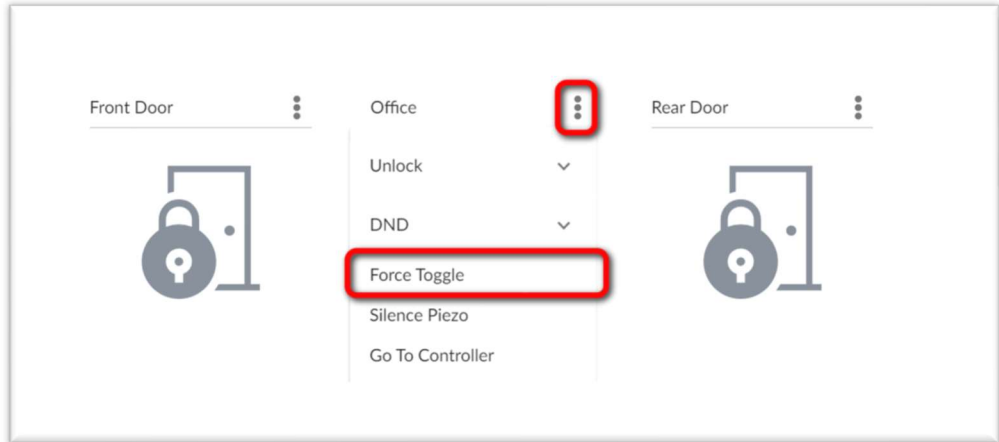 Front Door
Office
Rear Door
Unlock
DND
Force Toggle
Silence Piezo
Go To Controller